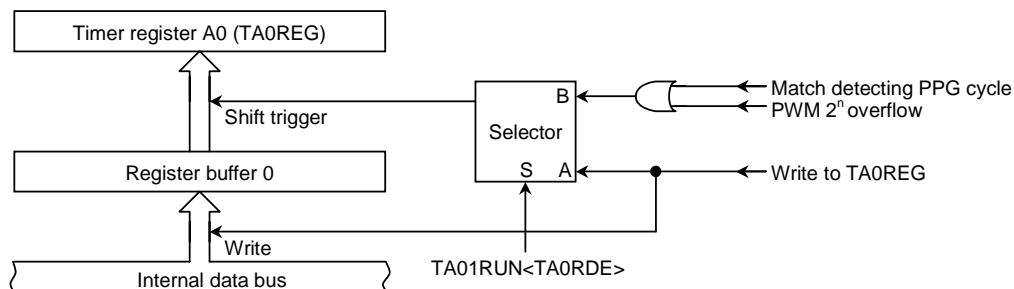 Timer register A0 (TA0REG)
Shift trigger
B
Selector
S
A
Match detecting PPG cycle
PWM 2ⁿ overflow
Register buffer 0
Write to TA0REG
Write
TA01RUN<TA0RDE>
Internal data bus